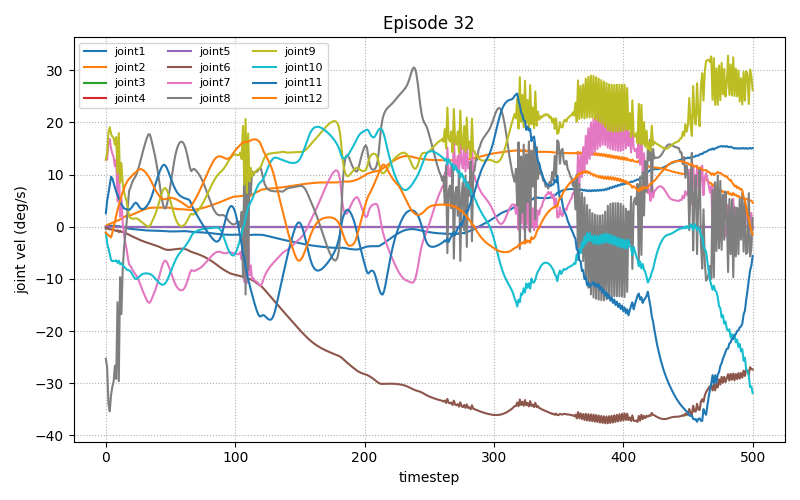 Episode 32
joint1 joint5 joint9
joint2 joint6 joint10
joint3 joint7 joint11
joint4 joint8 joint12
joint vel (deg/s)
30
20
10
0
−10
−20
−30
−40
0 100 200 300 400 500
timestep